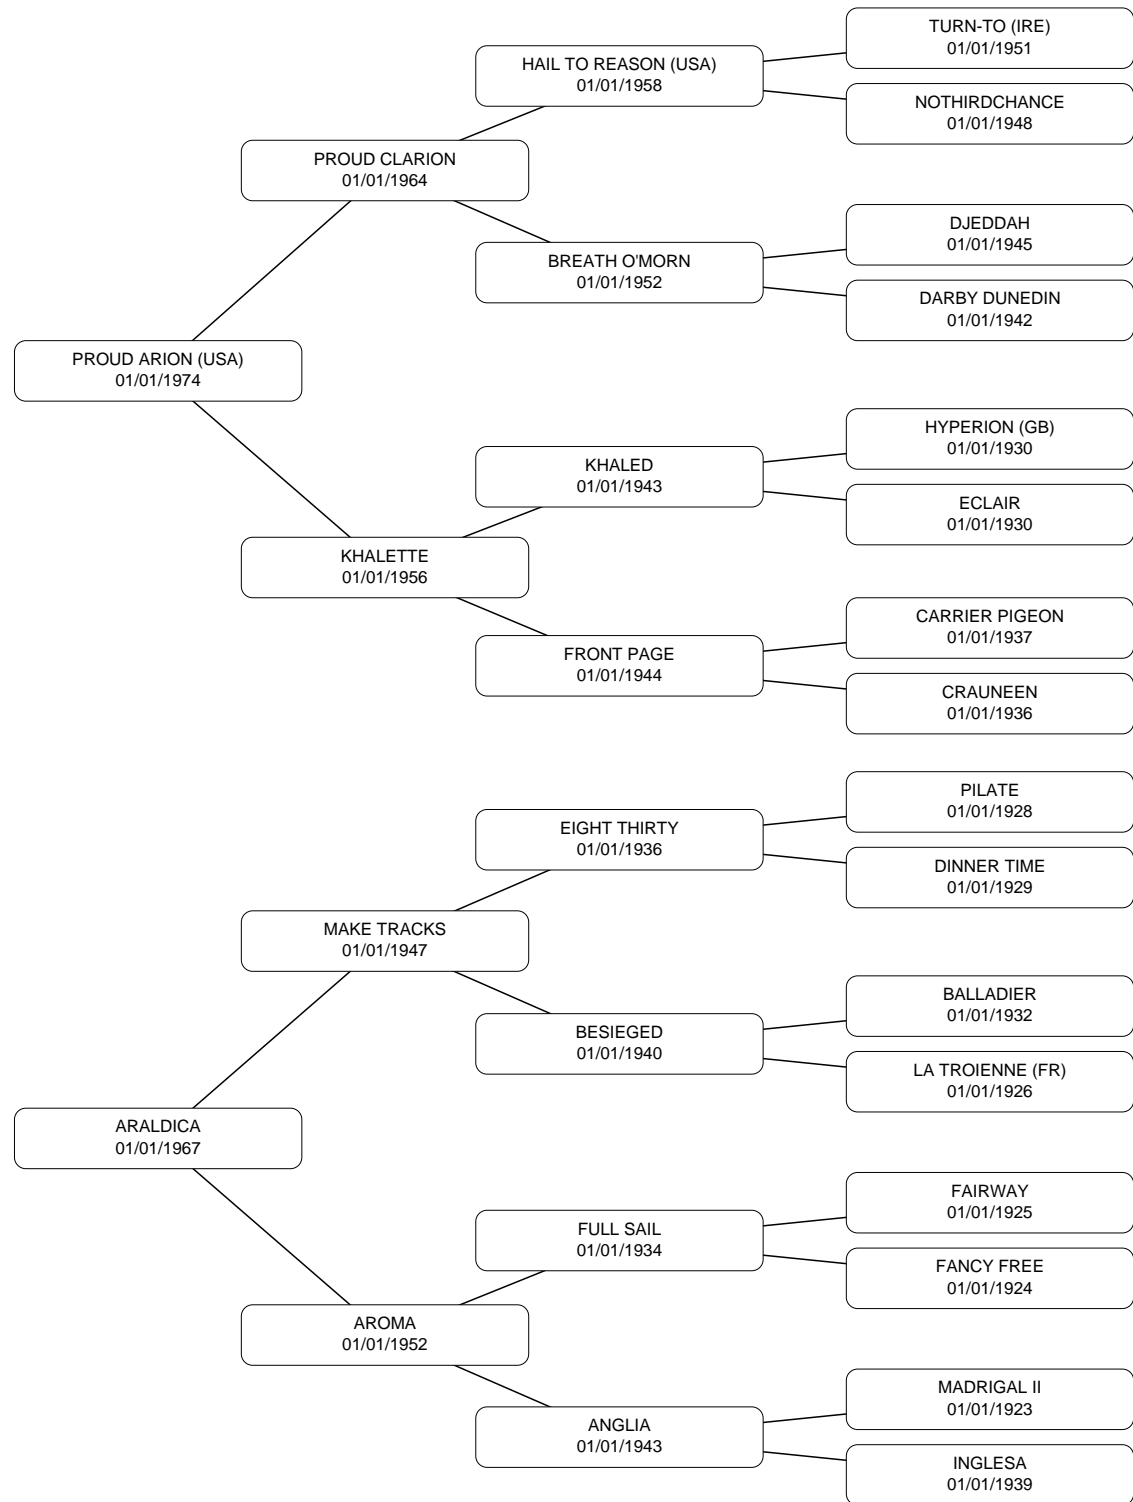 TURN-TO (IRE)
01/01/1951
HAIL TO REASON (USA)
01/01/1958
NOTHIRDCHANCE
01/01/1948
PROUD CLARION
01/01/1964
DJEDDAH
01/01/1945
BREATH O'MORN
01/01/1952
DARBY DUNEDIN
01/01/1942
PROUD ARION (USA)
01/01/1974
HYPERION (GB)
01/01/1930
KHALED
01/01/1943
ECLAIR
01/01/1930
KHALETTE
01/01/1956
CARRIER PIGEON
01/01/1937
FRONT PAGE
01/01/1944
CRAUNEEN
01/01/1936
PILATE
01/01/1928
EIGHT THIRTY
01/01/1936
DINNER TIME
01/01/1929
MAKE TRACKS
01/01/1947
BALLADIER
01/01/1932
BESIEGED
01/01/1940
LA TROIENNE (FR)
01/01/1926
ARALDICA
01/01/1967
FAIRWAY
01/01/1925
FULL SAIL
01/01/1934
FANCY FREE
01/01/1924
AROMA
01/01/1952
MADRIGAL II
01/01/1923
ANGLIA
01/01/1943
INGLESA
01/01/1939